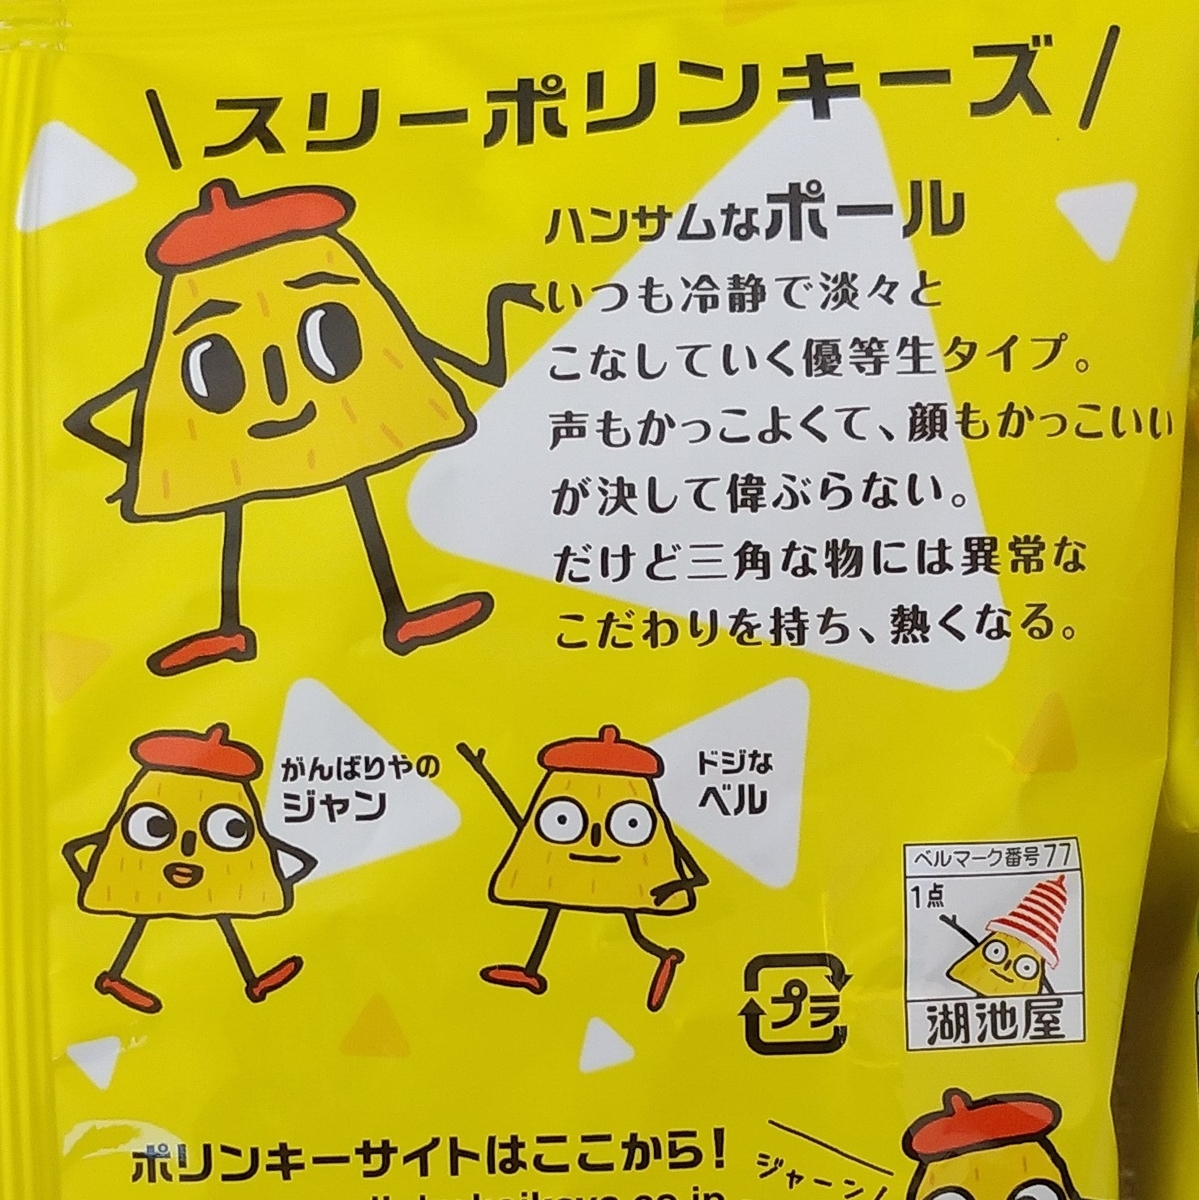 スリーポリンキーズ
ハンサムなポール
いつも冷静で淡々と
こなしていく優等生タイプ。
声もかっこよくて、顔もかっこいい
が決して偉ぶらない。
だけど三角な物には異常な
こだわりを持ち、熱くなる。
がんばりやの
ジャン
ドジな
ベル
ベルマーク番号77
1点
湖池屋
プラ
ポリンキーサイトはここから!
ジャーン!